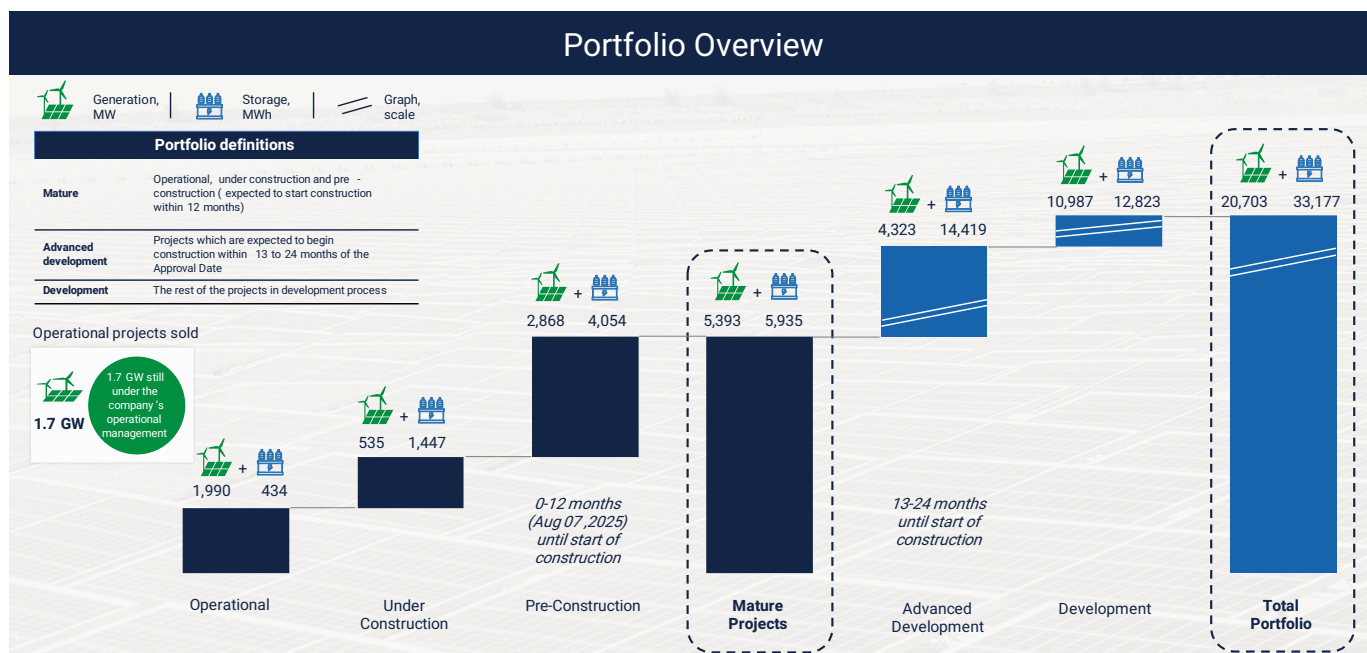 Portfolio Overview
Generation,
MW
Storage,
MWh
Graph,
scale
Portfolio definitions
Mature
Operational, under construction and pre -
construction ( expected to start construction
within 12 months)
Advanced
development
Projects which are expected to begin
construction within 13 to 24 months of the
Approval Date
Development
The rest of the projects in development process
Operational projects sold
1.7 GW
1.7 GW still
under the
company's
operational
management
+
1,990 434
+
535 1,447
+
2,868 4,054
+
5,393 5,935
+
4,323 14,419
+
10,987 12,823
+
20,703 33,177
0-12 months
(Aug 07 ,2025)
until start of
construction
13-24 months
until start of
construction
Operational
Under
Construction
Pre-Construction
Mature
Projects
Advanced
Development
Development
Total
Portfolio